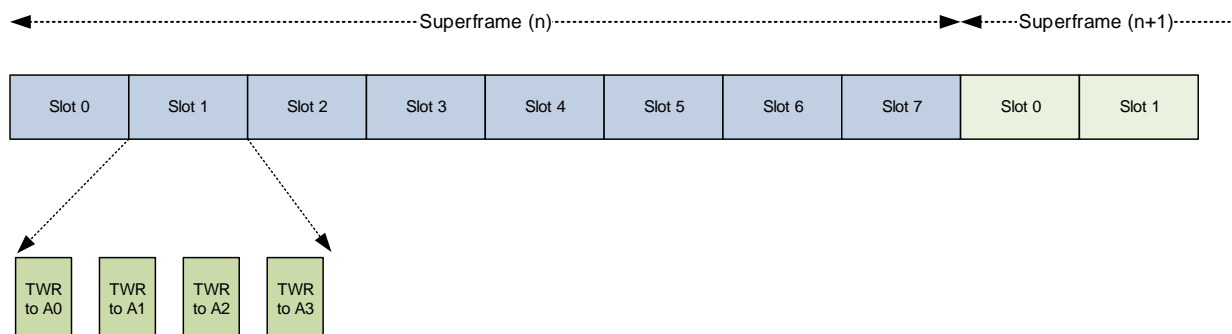 Superframe (n)
Superframe (n+1)
Slot 0
Slot 1
Slot 2
Slot 3
Slot 4
Slot 5
Slot 6
Slot 7
Slot 0
Slot 1
TWR
to A0
TWR
to A1
TWR
to A2
TWR
to A3